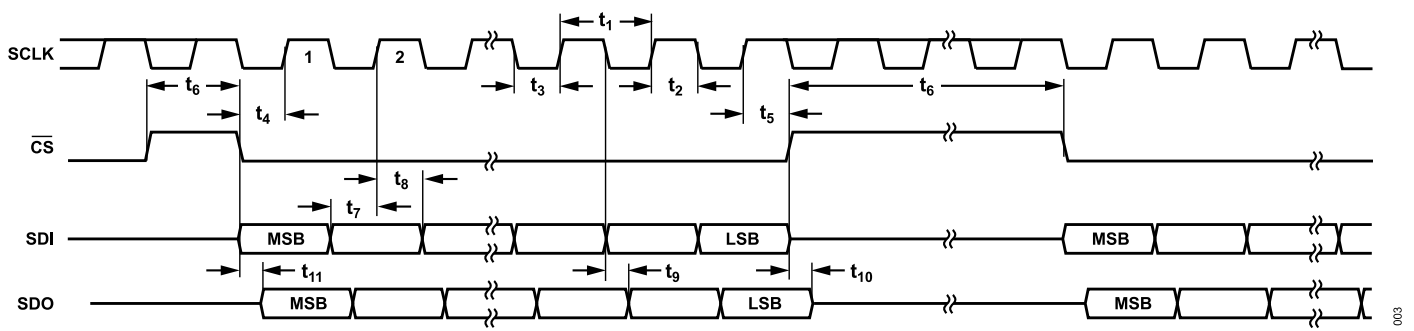 t₁
SCLK
1
2
t₆
t₃
t₂
t₆
t₄
t₅
CS
t₈
t₇
SDI
MSB
LSB
MSB
t₁₁
t₉
t₁₀
SDO
MSB
LSB
MSB
003